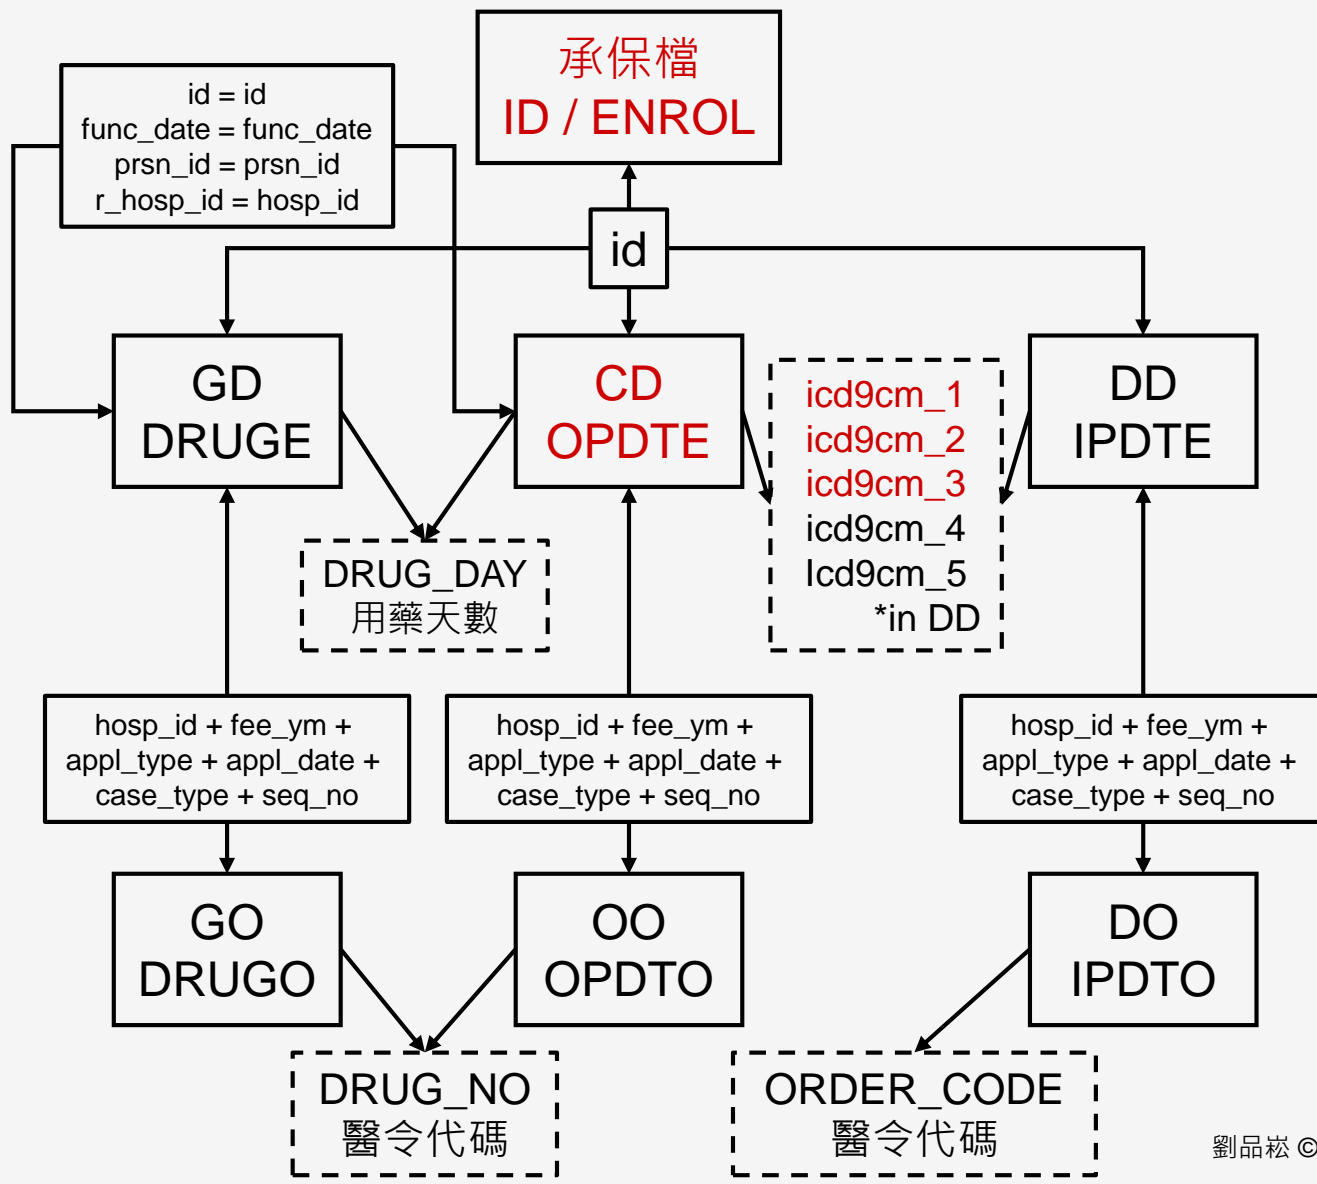 承保檔
ID / ENROL
id = id
func_date = func_date
prsn_id = prsn_id
r_hosp_id = hosp_id
id
GD
DRUGE
CD
OPDTE
icd9cm_1
icd9cm_2
icd9cm_3
icd9cm_4
Icd9cm_5
*in DD
DD
IPDTE
DRUG_DAY
用藥天數
hosp_id + fee_ym +
appl_type + appl_date +
case_type + seq_no
hosp_id + fee_ym +
appl_type + appl_date +
case_type + seq_no
hosp_id + fee_ym +
appl_type + appl_date +
case_type + seq_no
GO
DRUGO
OO
OPDTO
DO
IPDTO
DRUG_NO
醫令代碼
ORDER_CODE
醫令代碼
劉品崧 ©